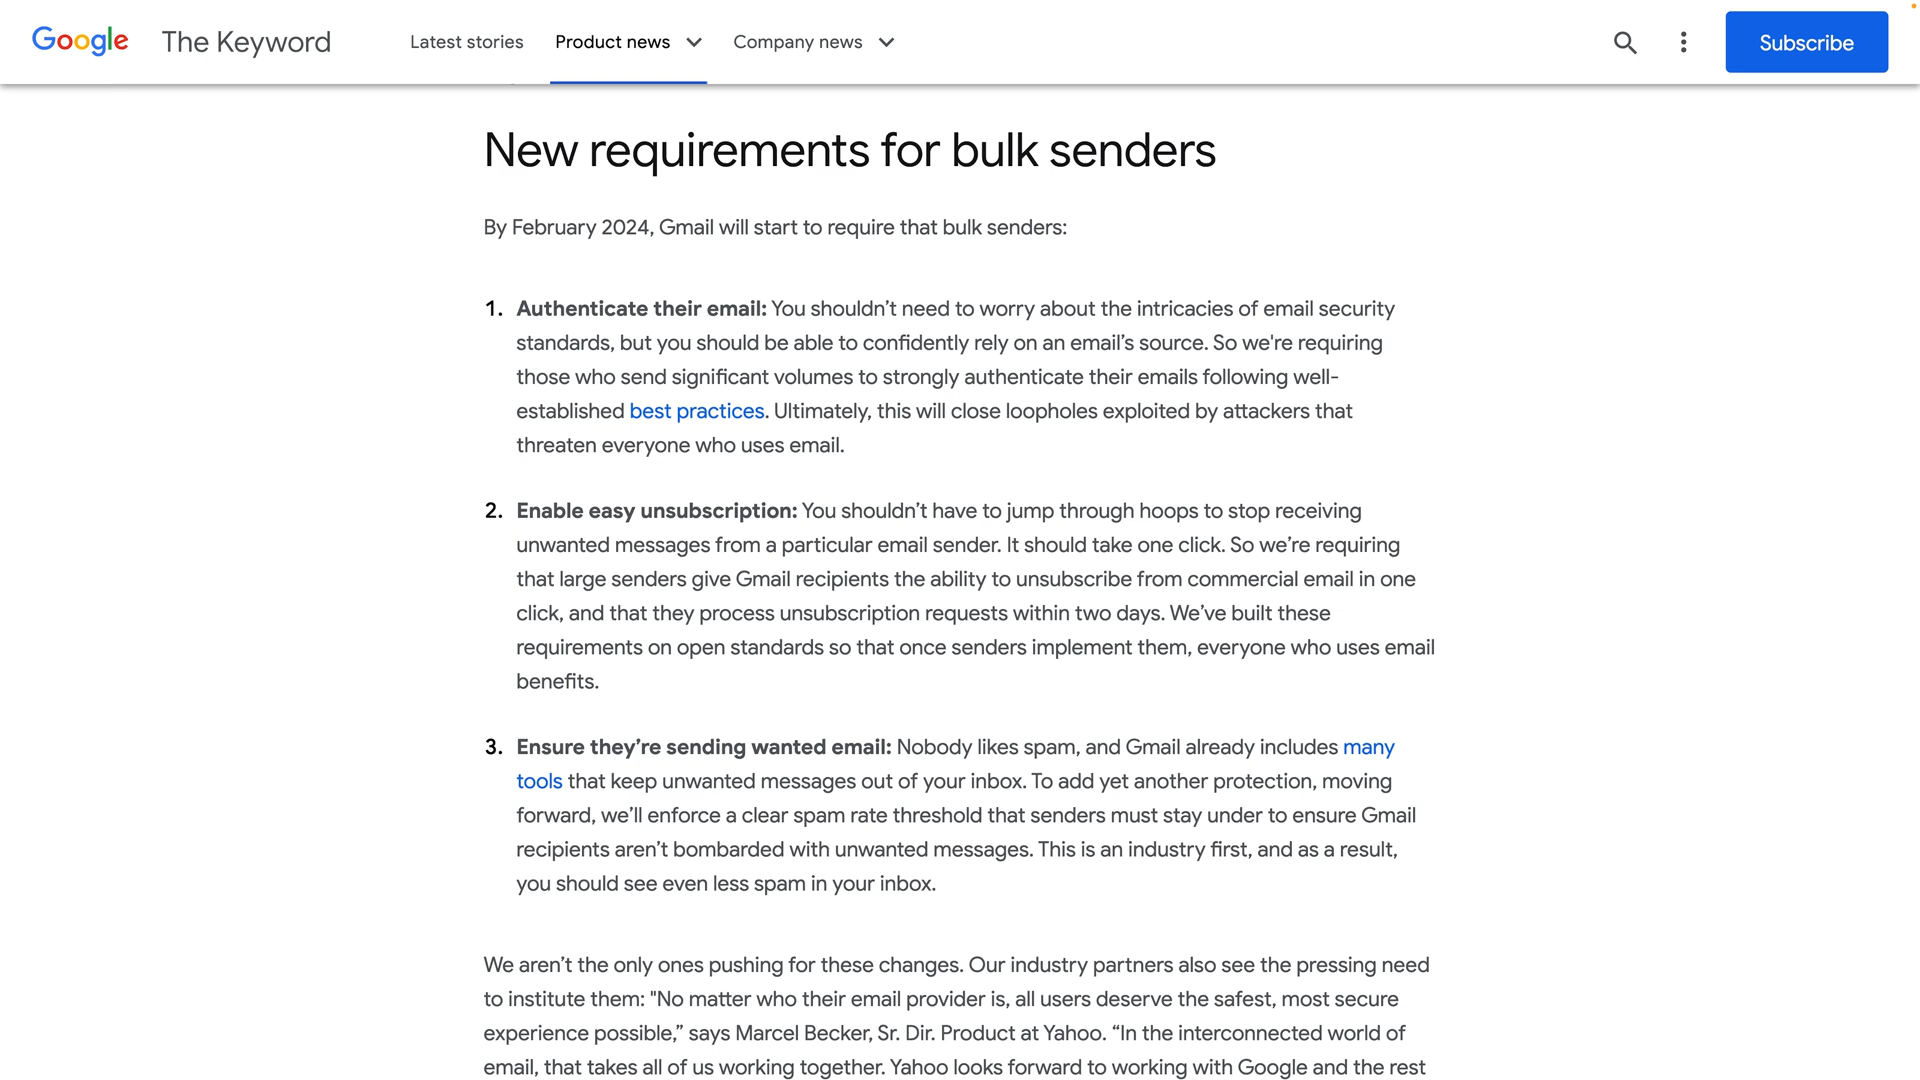 Google The Keyword Latest stories Product news Company news Subscribe
New requirements for bulk senders
By February 2024, Gmail will start to require that bulk senders:
1. Authenticate their email: You shouldn’t need to worry about the intricacies of email security
standards, but you should be able to confidently rely on an email’s source. So we're requiring
those who send significant volumes to strongly authenticate their emails following well-
established best practices. Ultimately, this will close loopholes exploited by attackers that
threaten everyone who uses email.
2. Enable easy unsubscription: You shouldn’t have to jump through hoops to stop receiving
unwanted messages from a particular email sender. It should take one click. So we’re requiring
that large senders give Gmail recipients the ability to unsubscribe from commercial email in one
click, and that they process unsubscription requests within two days. We’ve built these
requirements on open standards so that once senders implement them, everyone who uses email
benefits.
3. Ensure they’re sending wanted email: Nobody likes spam, and Gmail already includes many
tools that keep unwanted messages out of your inbox. To add yet another protection, moving
forward, we’ll enforce a clear spam rate threshold that senders must stay under to ensure Gmail
recipients aren’t bombarded with unwanted messages. This is an industry first, and as a result,
you should see even less spam in your inbox.
We aren’t the only ones pushing for these changes. Our industry partners also see the pressing need
to institute them: "No matter who their email provider is, all users deserve the safest, most secure
experience possible,” says Marcel Becker, Sr. Dir. Product at Yahoo. “In the interconnected world of
email, that takes all of us working together. Yahoo looks forward to working with Google and the rest